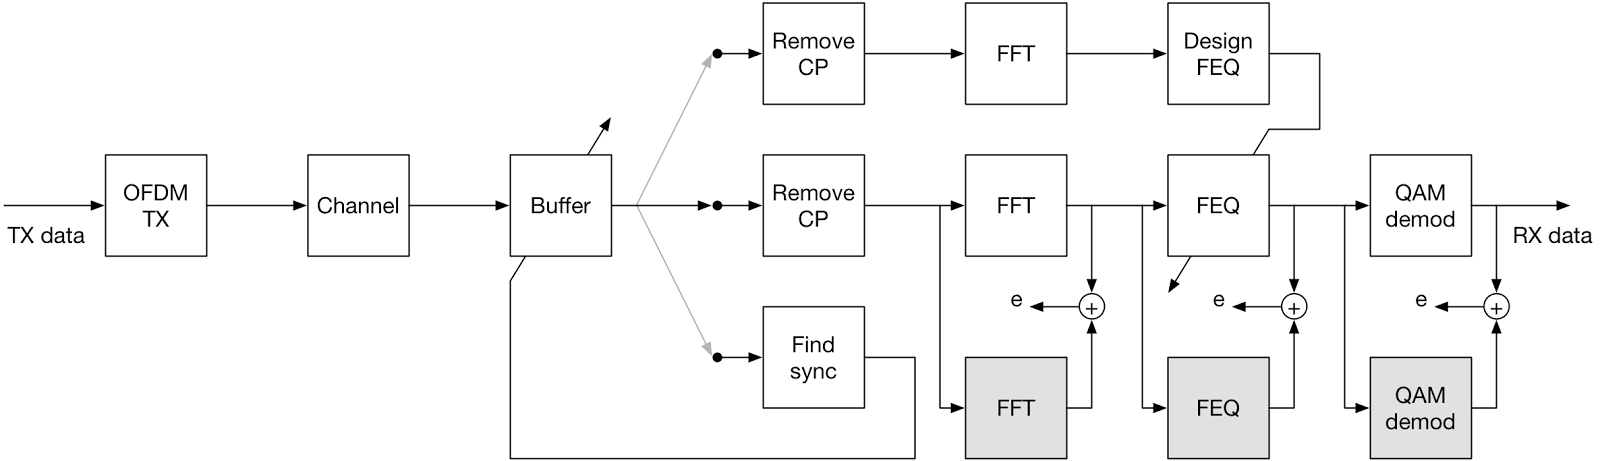 Remove
CP
FFT
Design
FEQ
OFDM
TX
Channel
Buffer
Remove
CP
FFT
FEQ
QAM
demod
TX data
RX data
e
+
e
+
e
+
Find
sync
FFT
FEQ
QAM
demod